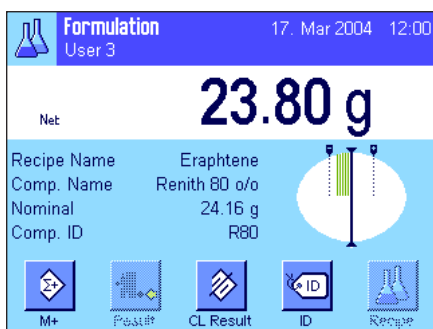 Formulation 17. Mar 2004 12:00
User 3
Net 23.80 g
Recipe Name Eraphtene
Comp. Name Renith 80 o/o
Nominal 24.16 g
Comp. ID R80
Σ+ ID
M+ Result CL Result ID Recipe